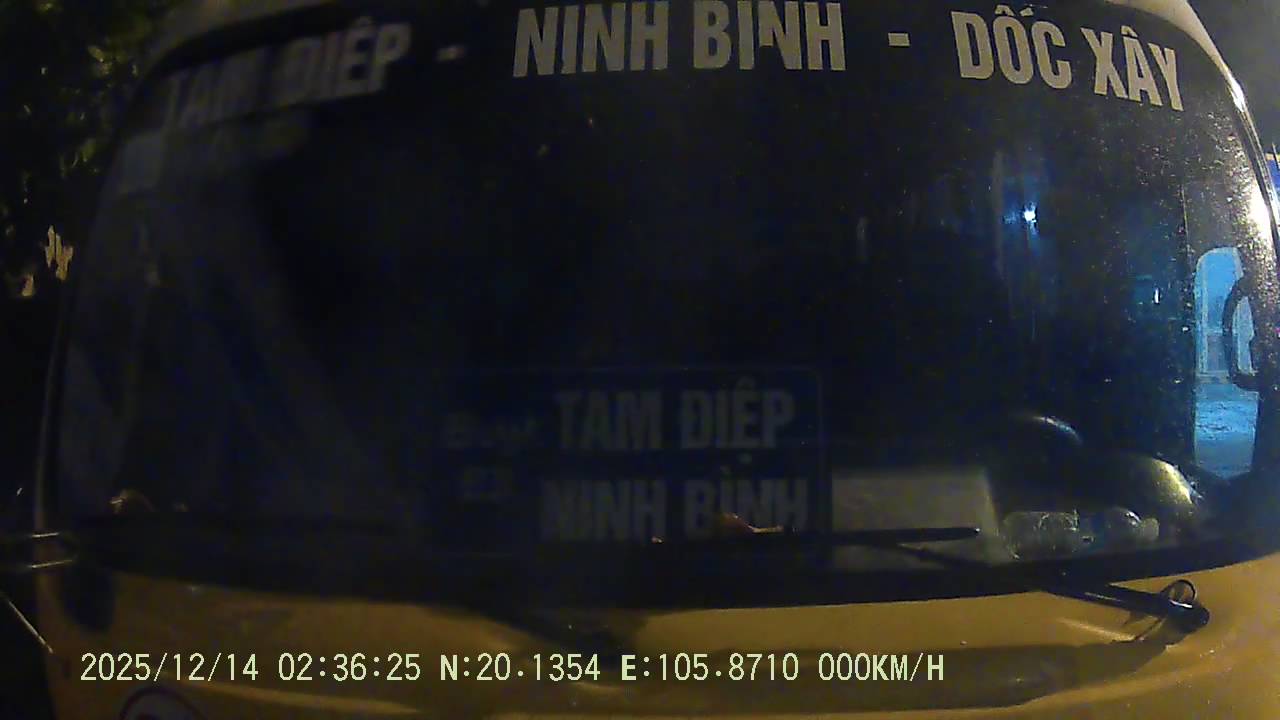 TAM ĐIỆP - NINH BÌNH - DỐC XÂY
TAM ĐIỆP
NINH BÌNH
2025/12/14 02:36:25 N:20.1354 E:105.8710 000KM/H